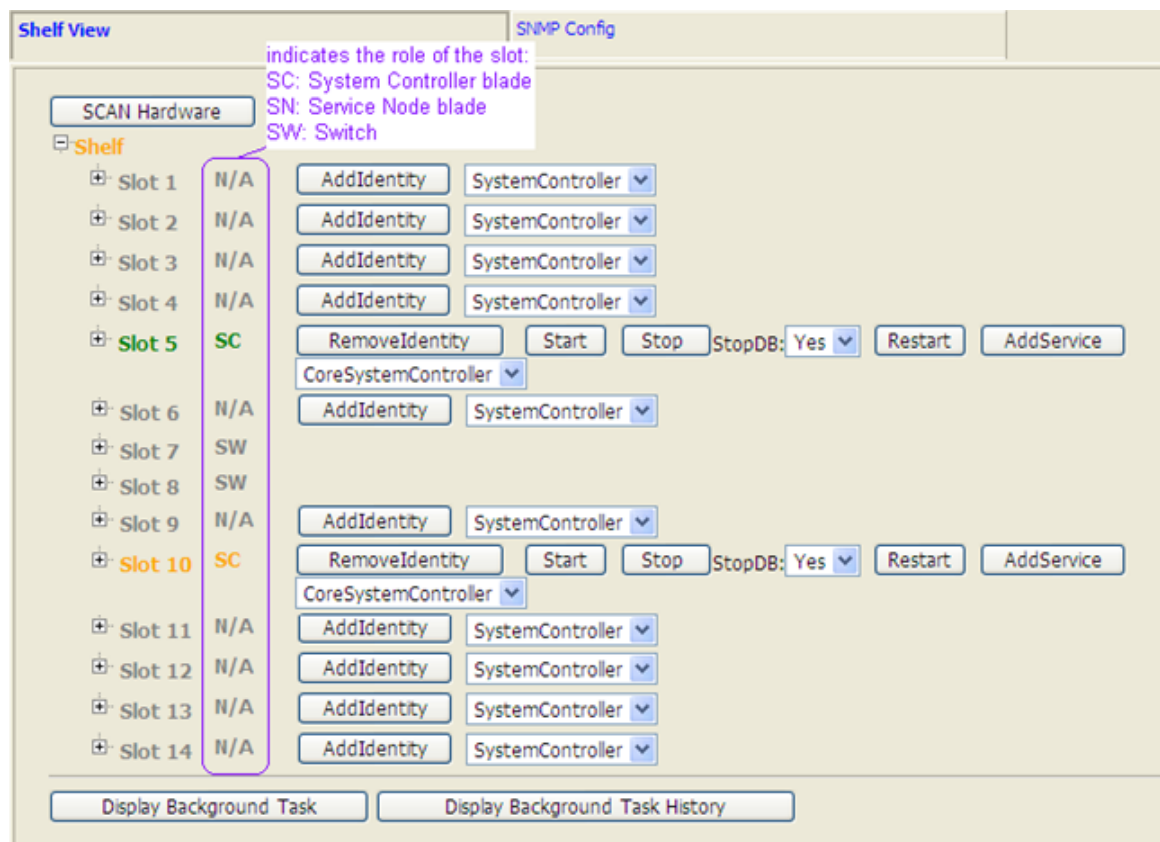 Shelf View SNMP Config
indicates the role of the slot:
SC: System Controller blade
SN: Service Node blade
SW: Switch
SCAN Hardware
Shelf
Slot 1 N/A AddIdentity SystemController
Slot 2 N/A AddIdentity SystemController
Slot 3 N/A AddIdentity SystemController
Slot 4 N/A AddIdentity SystemController
Slot 5 SC RemoveIdentity Start Stop StopDB: Yes Restart AddService
CoreSystemController
Slot 6 N/A AddIdentity SystemController
Slot 7 SW
Slot 8 SW
Slot 9 N/A AddIdentity SystemController
Slot 10 SC RemoveIdentity Start Stop StopDB: Yes Restart AddService
CoreSystemController
Slot 11 N/A AddIdentity SystemController
Slot 12 N/A AddIdentity SystemController
Slot 13 N/A AddIdentity SystemController
Slot 14 N/A AddIdentity SystemController
Display Background Task Display Background Task History